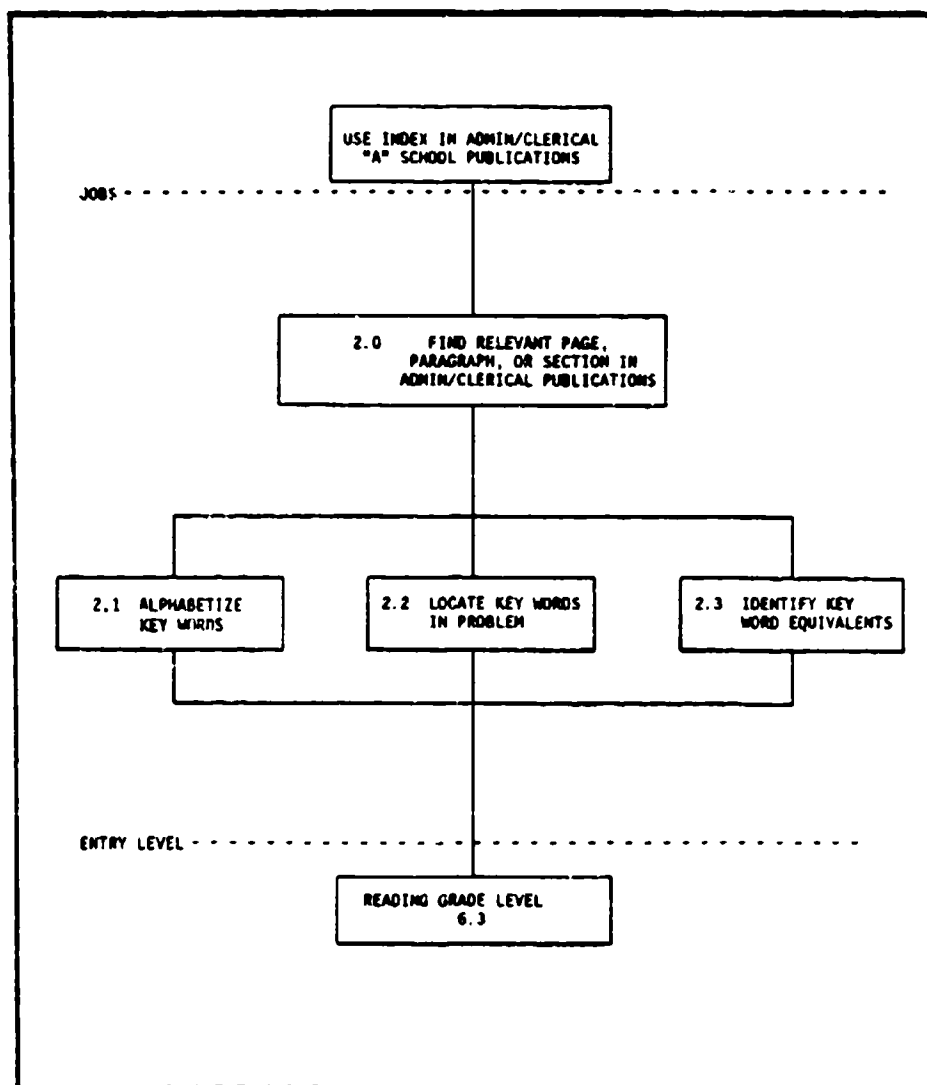 USE INDEX IN ADMIN/CLERICAL
"A" SCHOOL PUBLICATIONS
JOBS
2.0 FIND RELEVANT PAGE,
PARAGRAPH, OR SECTION IN
ADMIN/CLERICAL PUBLICATIONS
2.1 ALPHABETIZE
KEY WORDS
2.2 LOCATE KEY WORDS
IN PROBLEM
2.3 IDENTIFY KEY
WORD EQUIVALENTS
ENTRY LEVEL
READING GRADE LEVEL
6.3